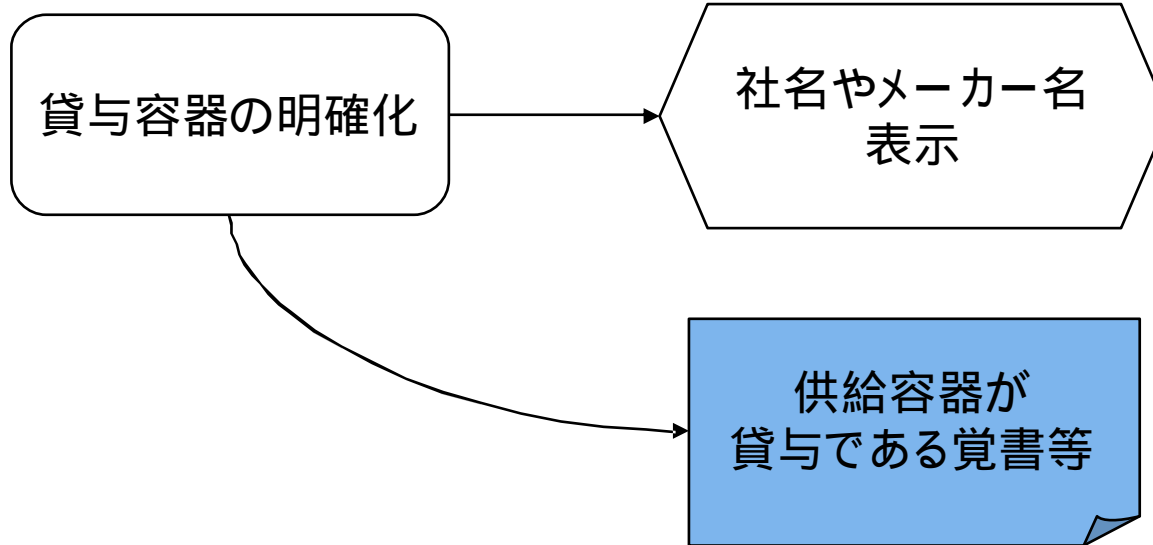 貸与容器の明確化
社名やメーカー名
表示
供給容器が
貸与である覚書等